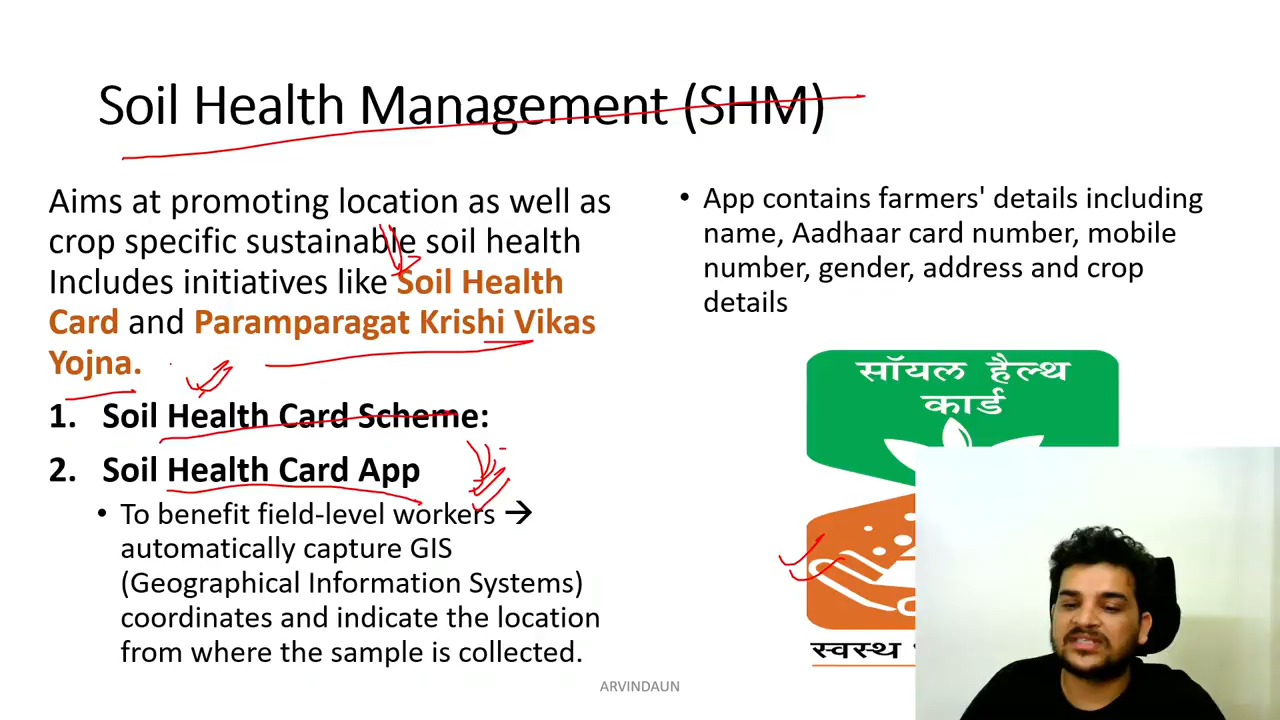 Soil Health Management (SHM)
Aims at promoting location as well as
crop specific sustainable soil health
Includes initiatives like Soil Health
Card and Paramparagat Krishi Vikas
Yojna.
1. Soil Health Card Scheme:
2. Soil Health Card App
• To benefit field-level workers →
automatically capture GIS
(Geographical Information Systems)
coordinates and indicate the location
from where the sample is collected.
• App contains farmers' details including
name, Aadhaar card number, mobile
number, gender, address and crop
details
सॉयल हैल्थ
कार्ड
स्वस्थ
ARVINDAUN